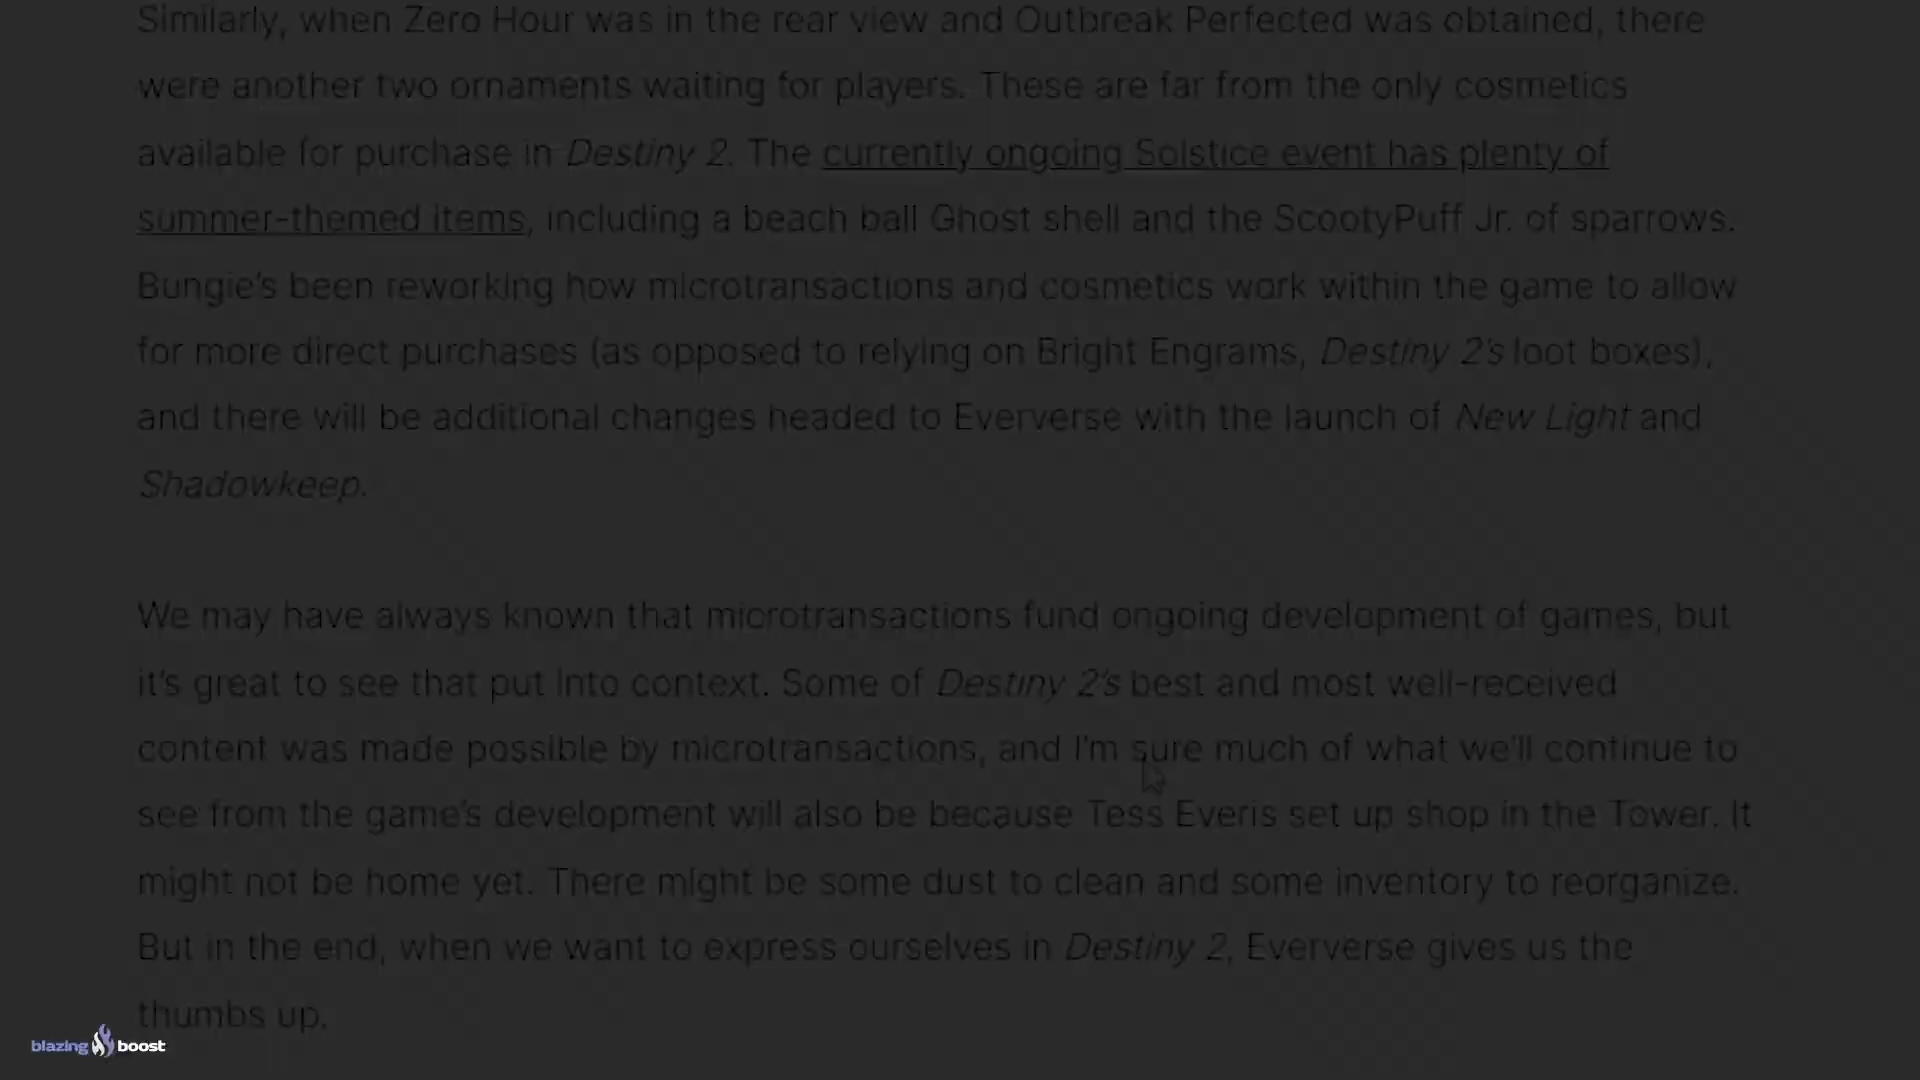 Similarly, when Zero Hour was in the rear view and Outbreak Perfected was obtained, there
were another two ornaments waiting for players. These are far from the only cosmetics
available for purchase in Destiny 2. The currently ongoing Solstice event has plenty of
summer-themed items, including a beach ball Ghost shell and the ScootyPuff Jr. of sparrows.
Bungie's been reworking how microtransactions and cosmetics work within the game to allow
for more direct purchases (as opposed to relying on Bright Engrams, Destiny 2's loot boxes),
and there will be additional changes headed to Eververse with the launch of New Light and
Shadowkeep.
We may have always known that microtransactions fund ongoing development of games, but
it's great to see that put into context. Some of Destiny 2's best and most well-received
content was made possible by microtransactions, and I'm sure much of what we'll continue to
see from the game's development will also be because Tess Everis set up shop in the Tower. It
might not be home yet. There might be some dust to clean and some inventory to reorganize.
But in the end, when we want to express ourselves in Destiny 2, Eververse gives us the
thumbs up.
blazing boost